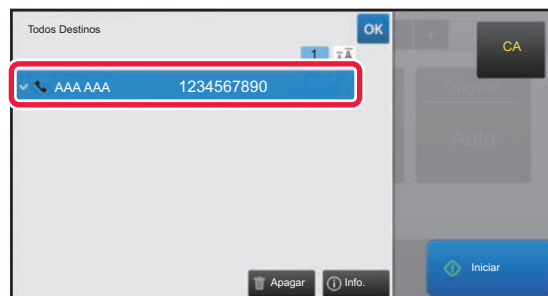 Todos Destinos
OK
CA
1
AAA AAA 1234567890
Original
Auto
Apagar
Info.
Iniciar